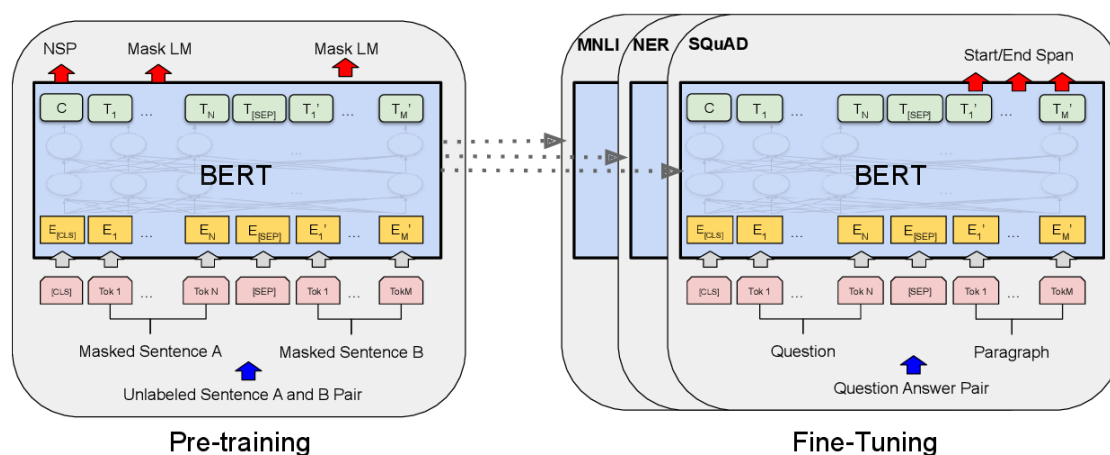 NSP Mask LM Mask LM
C T1 ... TN T[SEP] T1' ... TM'
...
BERT
...
E[CLS] E1 ... EN E[SEP] E1' ... EM'
[CLS] Tok 1 ... Tok N [SEP] Tok 1 ... TokM
Masked Sentence A Masked Sentence B
Unlabeled Sentence A and B Pair
Pre-training
MNLI NER SQuAD
Start/End Span
C T1 ... TN T[SEP] T1' ... TM'
...
BERT
...
E[CLS] E1 ... EN E[SEP] E1' ... EM'
[CLS] Tok 1 ... Tok N [SEP] Tok 1 ... TokM
Question Paragraph
Question Answer Pair
Fine-Tuning